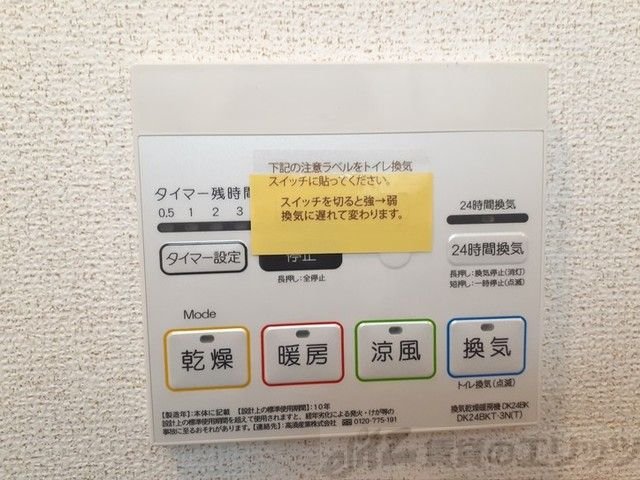 下記の注意ラベルをトイレ換気
スイッチに貼ってください。
スイッチを切ると強→弱
換気に遅れて変わります。
タイマー残時間
0.5 1 2 3
24時間換気
タイマー設定
停止
24時間換気
長押し:全停止
長押し:換気停止(消灯)
短押し:一時停止(点滅)
Mode
乾燥
暖房
涼風
換気
トイレ換気(点滅)
【製造年】:本体に記載 【設計上の標準使用期間】:10年
設計上の標準使用期間を超えて使用されますと、経年劣化による発火・けが等の
事故に至るおそれがあります。【連絡先】:高須産業株式会社 0120-775-191
換気乾燥暖房機 DK24BK
DK24BKT-3N(T)